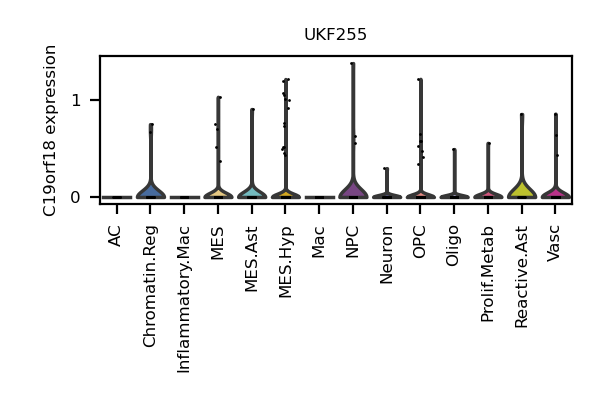 UKF255
C19orf18 expression
1
0
AC
Chromatin.Reg
Inflammatory.Mac
MES
MES.Ast
MES.Hyp
Mac
NPC
Neuron
OPC
Oligo
Prolif.Metab
Reactive.Ast
Vasc